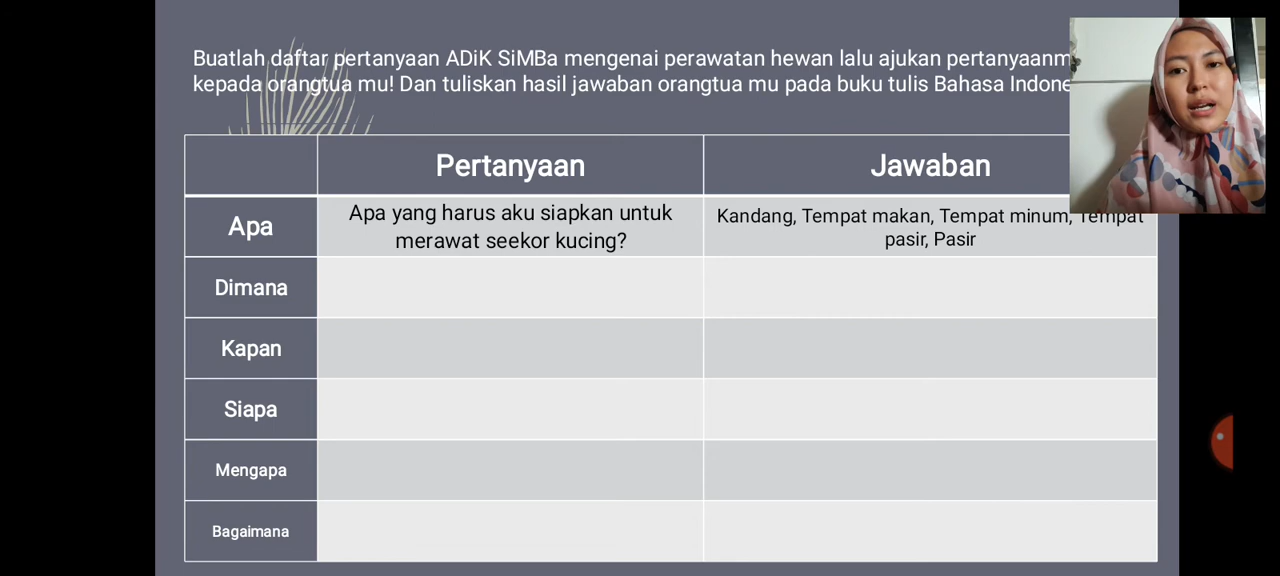 Buatlah daftar pertanyaan ADiK SiMBa mengenai perawatan hewan lalu ajukan
kepada orangtua mu! Dan tuliskan hasil jawaban orangtua mu pada buku tulis Bahasa
Pertanyaan Jawaban
Apa
Apa yang harus aku siapkan untuk
merawat seekor kucing?
Kandang, Tempat makan, Tempat minum, Tempat
pasir, Pasir
Dimana
Kapan
Siapa
Mengapa
Bagaimana